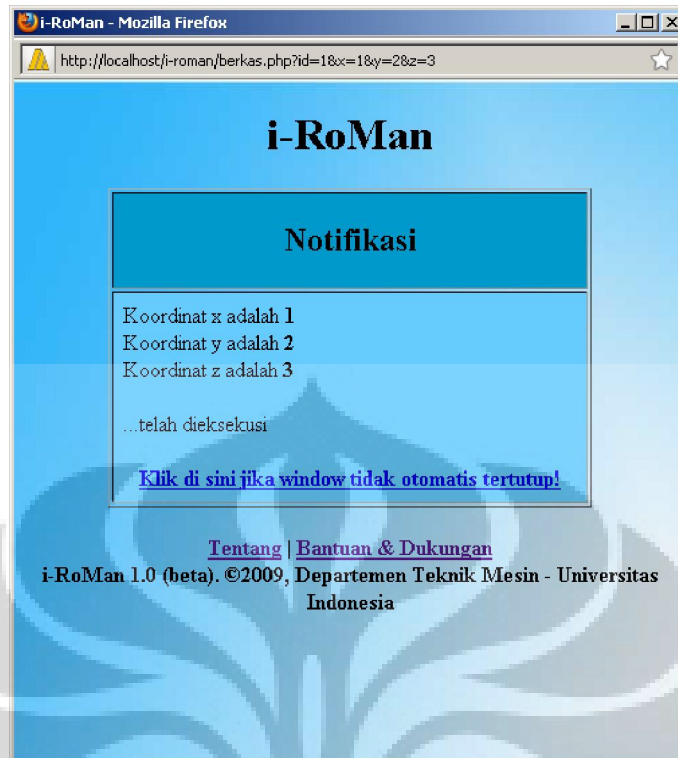 i-RoMan - Mozilla Firefox
http://localhost/i-roman/berkas.php?id=1&x=1&y=2&z=3
i-RoMan
Notifikasi
Koordinat x adalah 1
Koordinat y adalah 2
Koordinat z adalah 3
...telah dieksekusi
Klik di sini jika window tidak otomatis tertutup!
Tentang | Bantuan & Dukungan
i-RoMan 1.0 (beta). ©2009, Departemen Teknik Mesin - Universitas
Indonesia